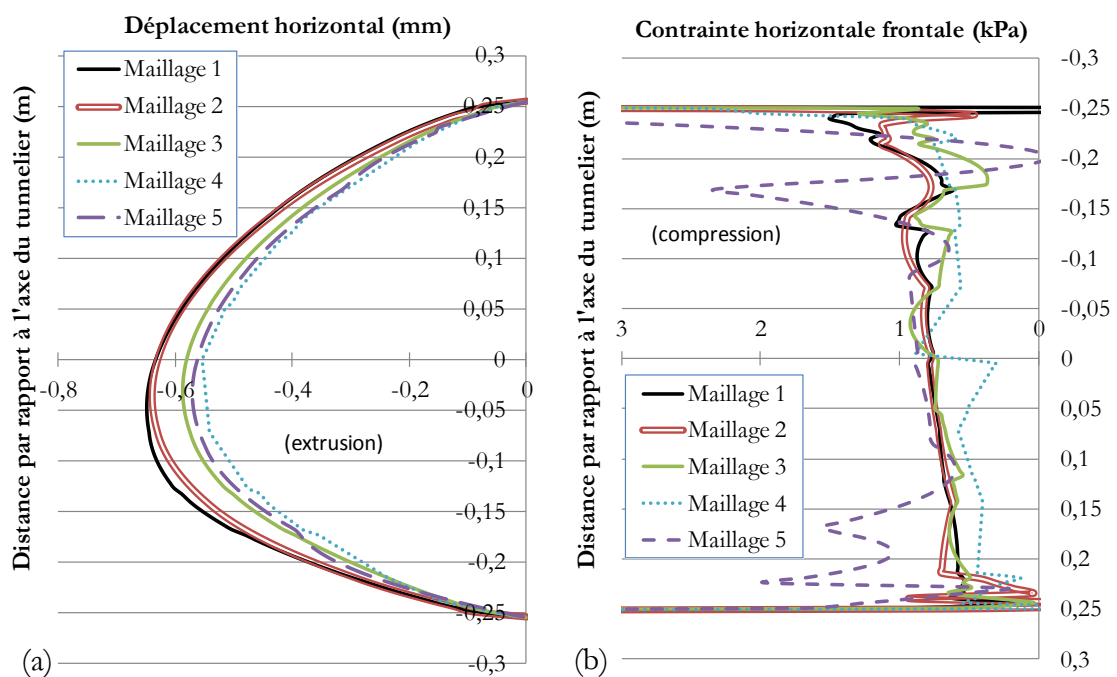 Déplacement horizontal (mm)
Distance par rapport à l'axe du tunnelier (m)
0,3
0,25
0,2
0,15
0,1
0,05
0
-0,05
-0,1
-0,15
-0,2
-0,25
-0,3
-0,8
-0,6
-0,4
-0,2
0
Maillage 1
Maillage 2
Maillage 3
Maillage 4
Maillage 5
(extrusion)
(a)
Contrainte horizontale frontale (kPa)
Distance par rapport à l'axe du tunnelier (m)
-0,3
-0,25
-0,2
-0,15
-0,1
-0,05
0
0,05
0,1
0,15
0,2
0,25
0,3
3
2
1
0
(compression)
Maillage 1
Maillage 2
Maillage 3
Maillage 4
Maillage 5
(b)